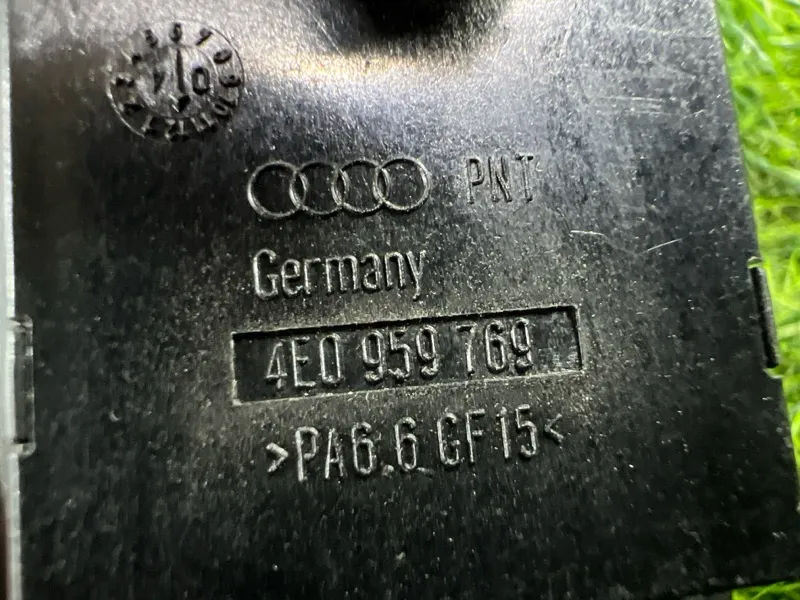 PNT
Germany
4E0 959 769
>PA6.6 GF15<